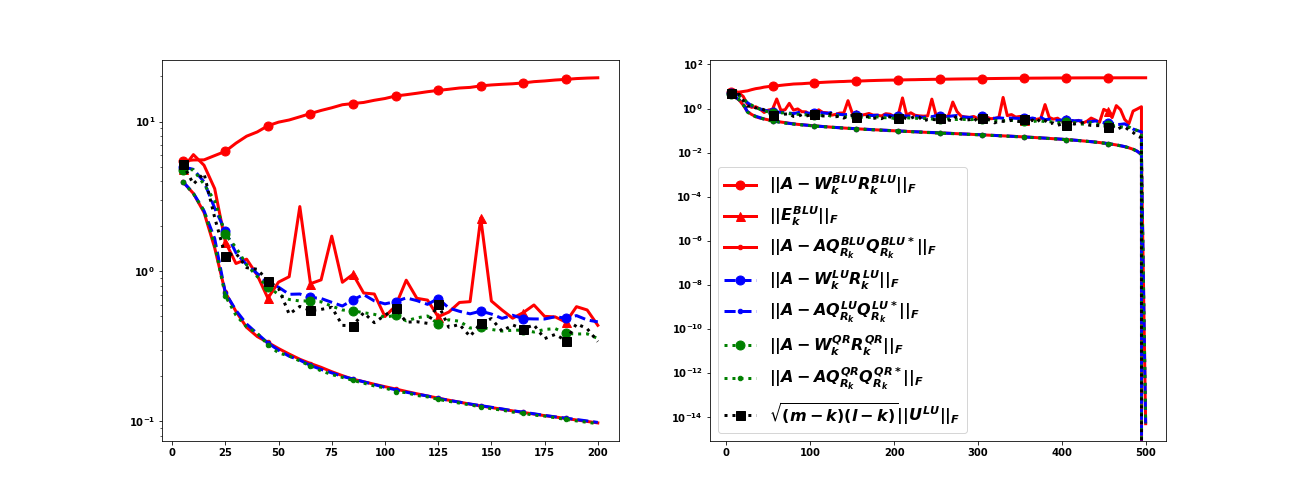 10¹
10⁰
10⁻¹
0 25 50 75 100 125 150 175 200
10²
10⁰
10⁻²
10⁻⁴
10⁻⁶
10⁻⁸
10⁻¹⁰
10⁻¹²
10⁻¹⁴
0 100 200 300 400 500
||A − W_k^{BLU} R_k^{BLU}||_F
||E_k^{BLU}||_F
||A − AQ_{R_k}^{BLU} Q_{R_k}^{BLU*}||_F
||A − W_k^{LU} R_k^{LU}||_F
||A − AQ_{R_k}^{LU} Q_{R_k}^{LU*}||_F
||A − W_k^{QR} R_k^{QR}||_F
||A − AQ_{R_k}^{QR} Q_{R_k}^{QR*}||_F
√(m − k)(l − k)||U^{LU}||_F